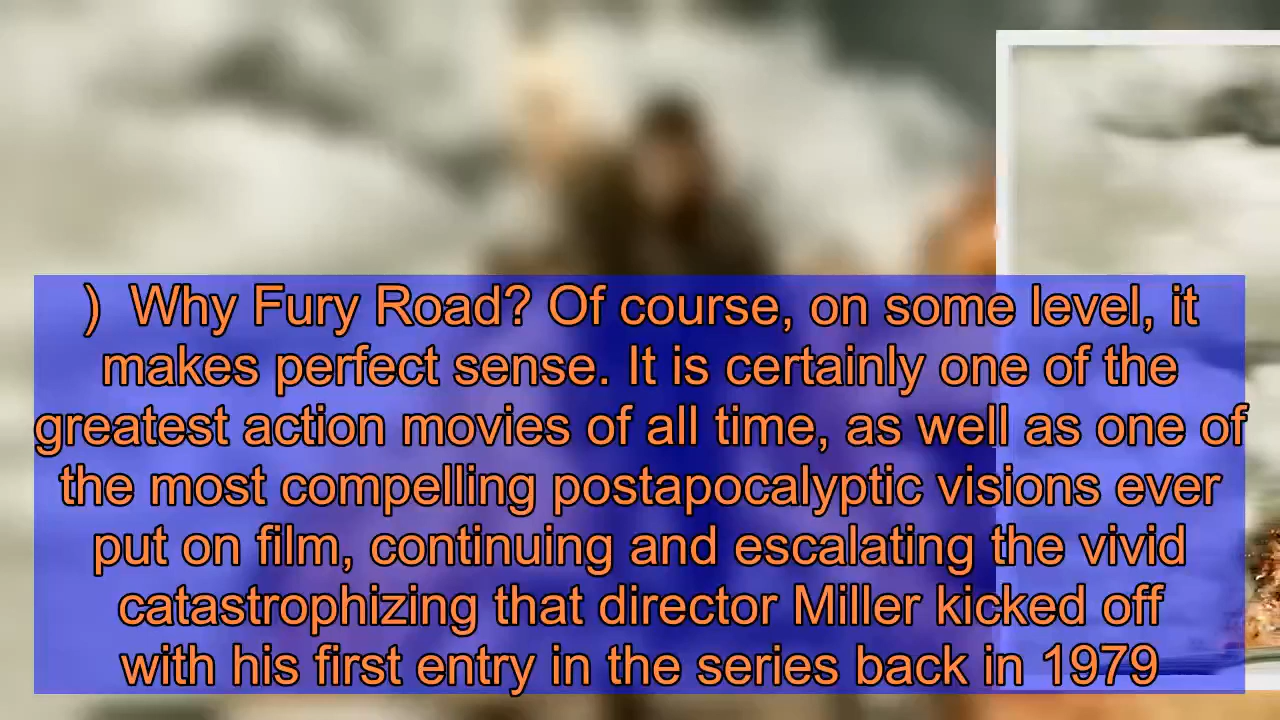 ) Why Fury Road? Of course, on some level, it
makes perfect sense. It is certainly one of the
greatest action movies of all time, as well as one of
the most compelling postapocalyptic visions ever
put on film, continuing and escalating the vivid
catastrophizing that director Miller kicked off
with his first entry in the series back in 1979